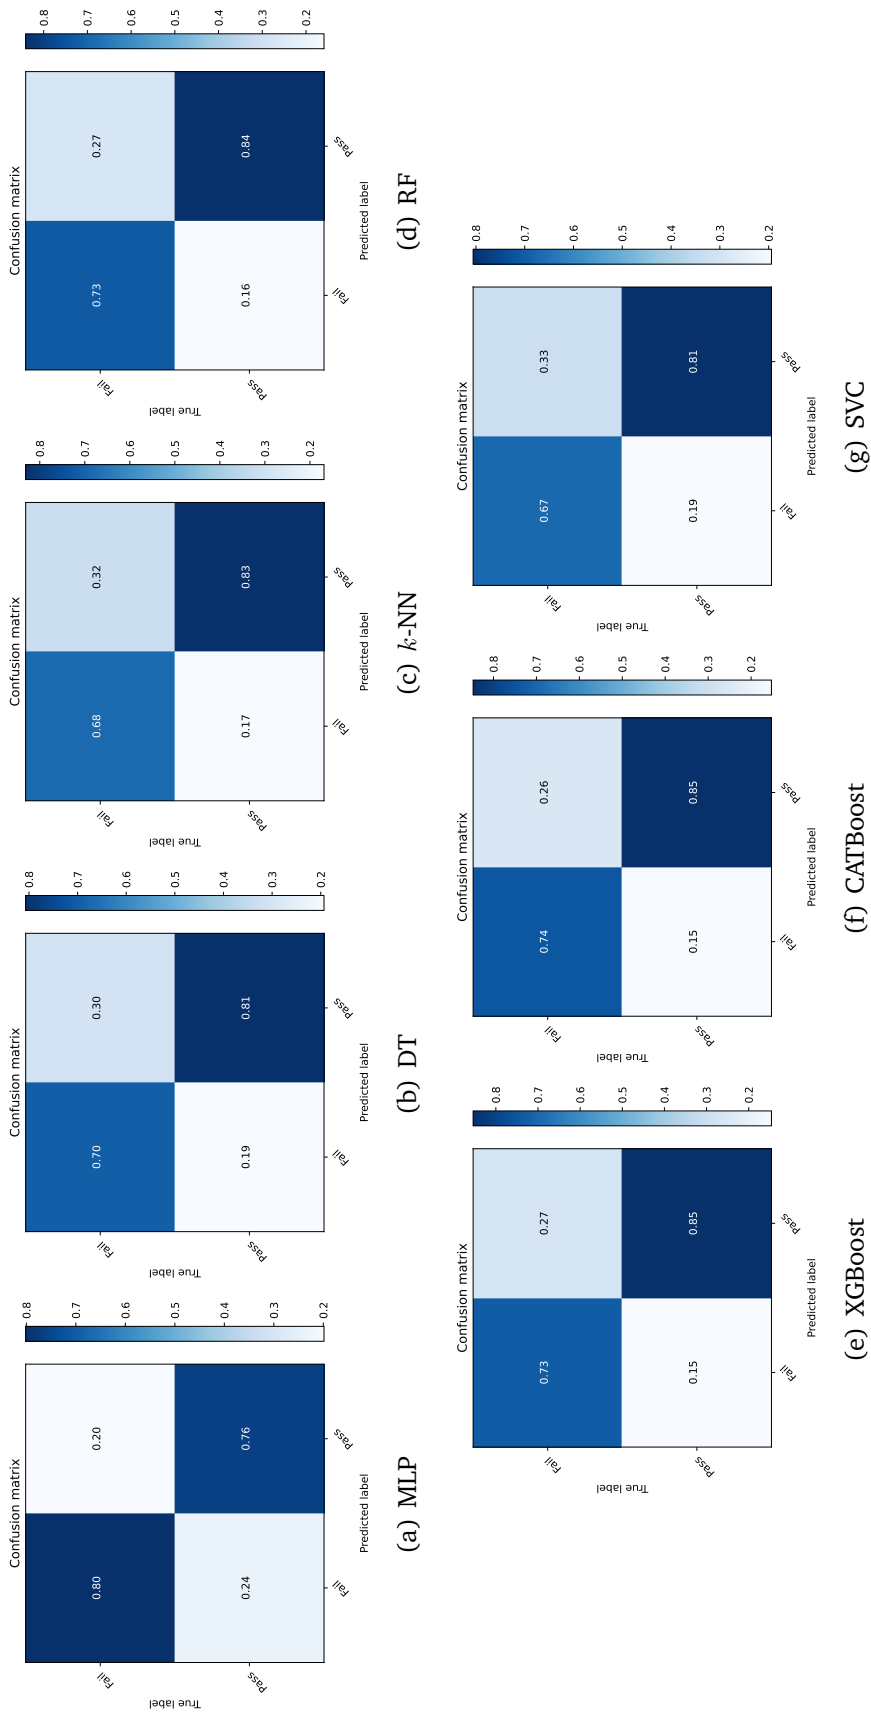 Confusion matrix
0.80 0.20
0.24 0.76
Fail
Pass
True label
Fail Pass
Predicted label
0.8
0.7
0.6
0.5
0.4
0.3
0.2
(a) MLP
Confusion matrix
0.70 0.30
0.19 0.81
Fail
Pass
True label
Fail Pass
Predicted label
0.8
0.7
0.6
0.5
0.4
0.3
0.2
(b) DT
Confusion matrix
0.68 0.32
0.17 0.83
Fail
Pass
True label
Fail Pass
Predicted label
0.8
0.7
0.6
0.5
0.4
0.3
0.2
(c) k-NN
Confusion matrix
0.73 0.27
0.16 0.84
Fail
Pass
True label
Fail Pass
Predicted label
0.8
0.7
0.6
0.5
0.4
0.3
0.2
(d) RF
Confusion matrix
0.73 0.27
0.15 0.85
Fail
Pass
True label
Fail Pass
Predicted label
0.8
0.7
0.6
0.5
0.4
0.3
0.2
(e) XGBoost
Confusion matrix
0.74 0.26
0.15 0.85
Fail
Pass
True label
Fail Pass
Predicted label
0.8
0.7
0.6
0.5
0.4
0.3
0.2
(f) CATBoost
Confusion matrix
0.67 0.33
0.19 0.81
Fail
Pass
True label
Fail Pass
Predicted label
0.8
0.7
0.6
0.5
0.4
0.3
0.2
(g) SVC